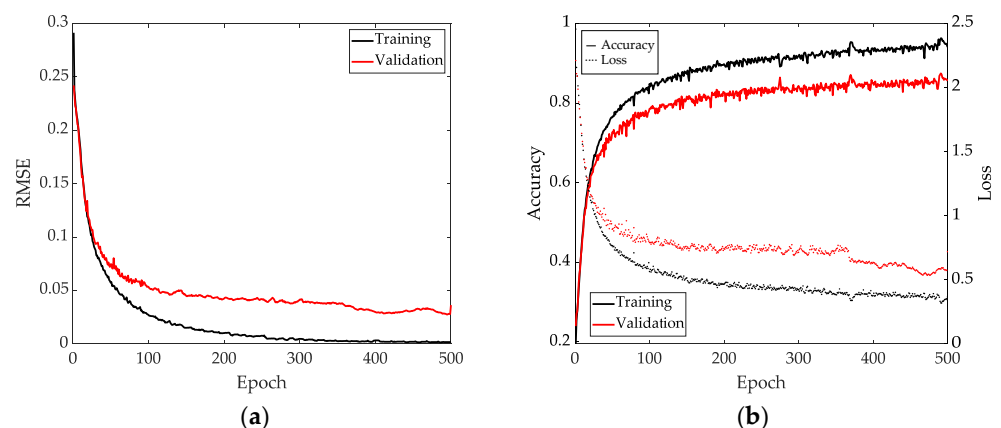 0.3
0.25
0.2
0.15
0.1
0.05
0
RMSE
0 100 200 300 400 500
Epoch
Training
Validation
(a)
1
0.8
0.6
0.4
0.2
Accuracy
Accuracy
Loss
Training
Validation
2.5
2
1.5
1
0.5
0
Loss
0 100 200 300 400 500
Epoch
(b)